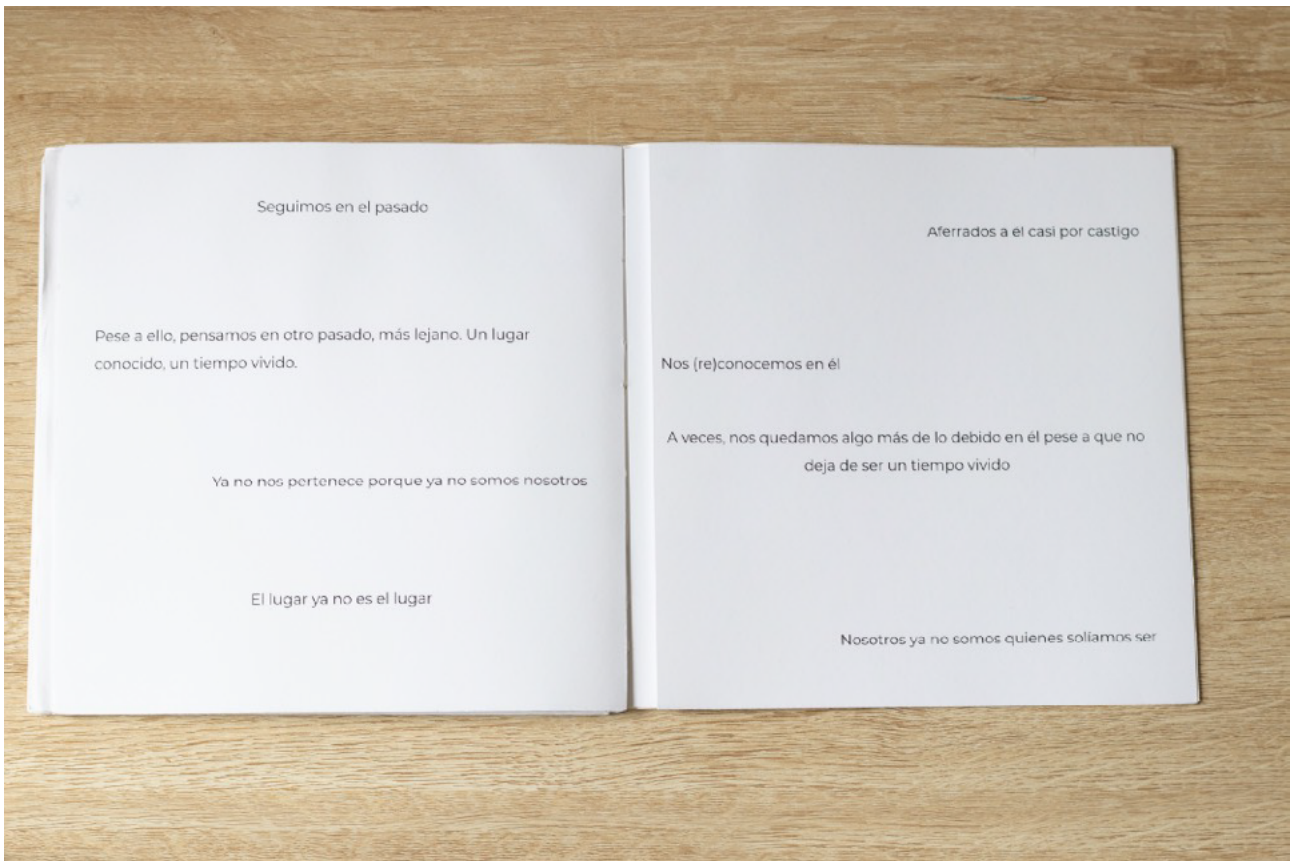 Seguimos en el pasado
Pese a ello, pensamos en otro pasado, más lejano. Un lugar
conocido, un tiempo vivido.
Ya no nos pertenece porque ya no somos nosotros
El lugar ya no es el lugar
Aferrados a él casi por castigo
Nos (re)conocemos en él
A veces, nos quedamos algo más de lo debido en él pese a que no
deja de ser un tiempo vivido
Nosotros ya no somos quienes solíamos ser